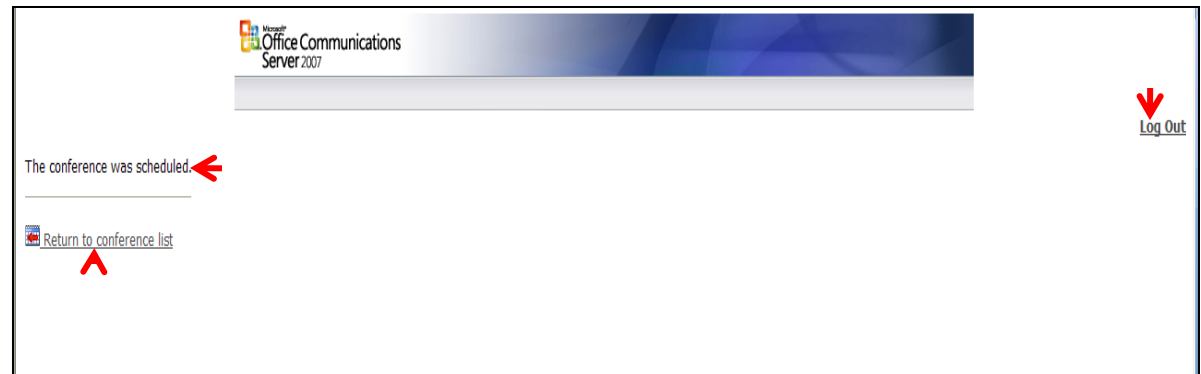 Microsoft
Office Communications
Server 2007
Log Out
The conference was scheduled.
Return to conference list